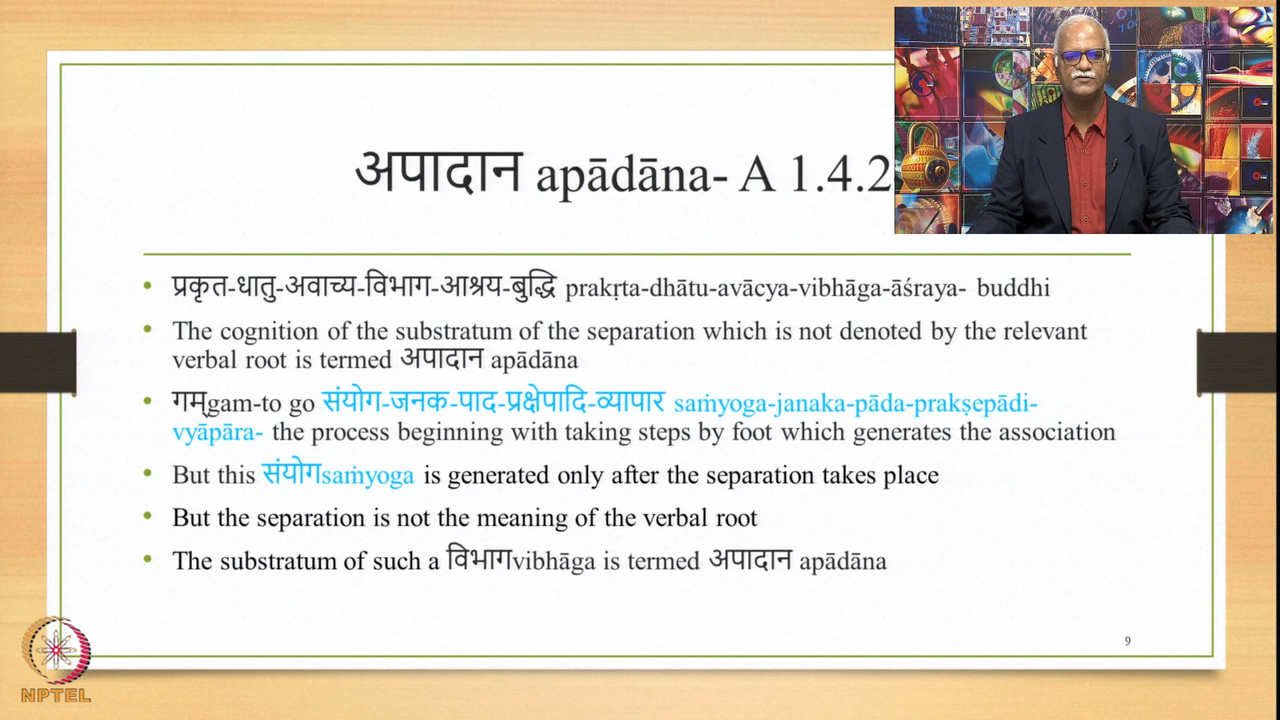 अपादान apādāna- A 1.4.2
• प्रकृत-धातु-अवाच्य-विभाग-आश्रय-बुद्धि prakṛta-dhātu-avācya-vibhāga-āśraya- buddhi
• The cognition of the substratum of the separation which is not denoted by the relevant
verbal root is termed अपादान apādāna
• गम्gam-to go संयोग-जनक-पाद-प्रक्षेपादि-व्यापार saṁyoga-janaka-pāda-prakṣepādi-
vyāpāra- the process beginning with taking steps by foot which generates the association
• But this संयोगsaṁyoga is generated only after the separation takes place
• But the separation is not the meaning of the verbal root
• The substratum of such a विभागvibhāga is termed अपादान apādāna
9
NPTEL